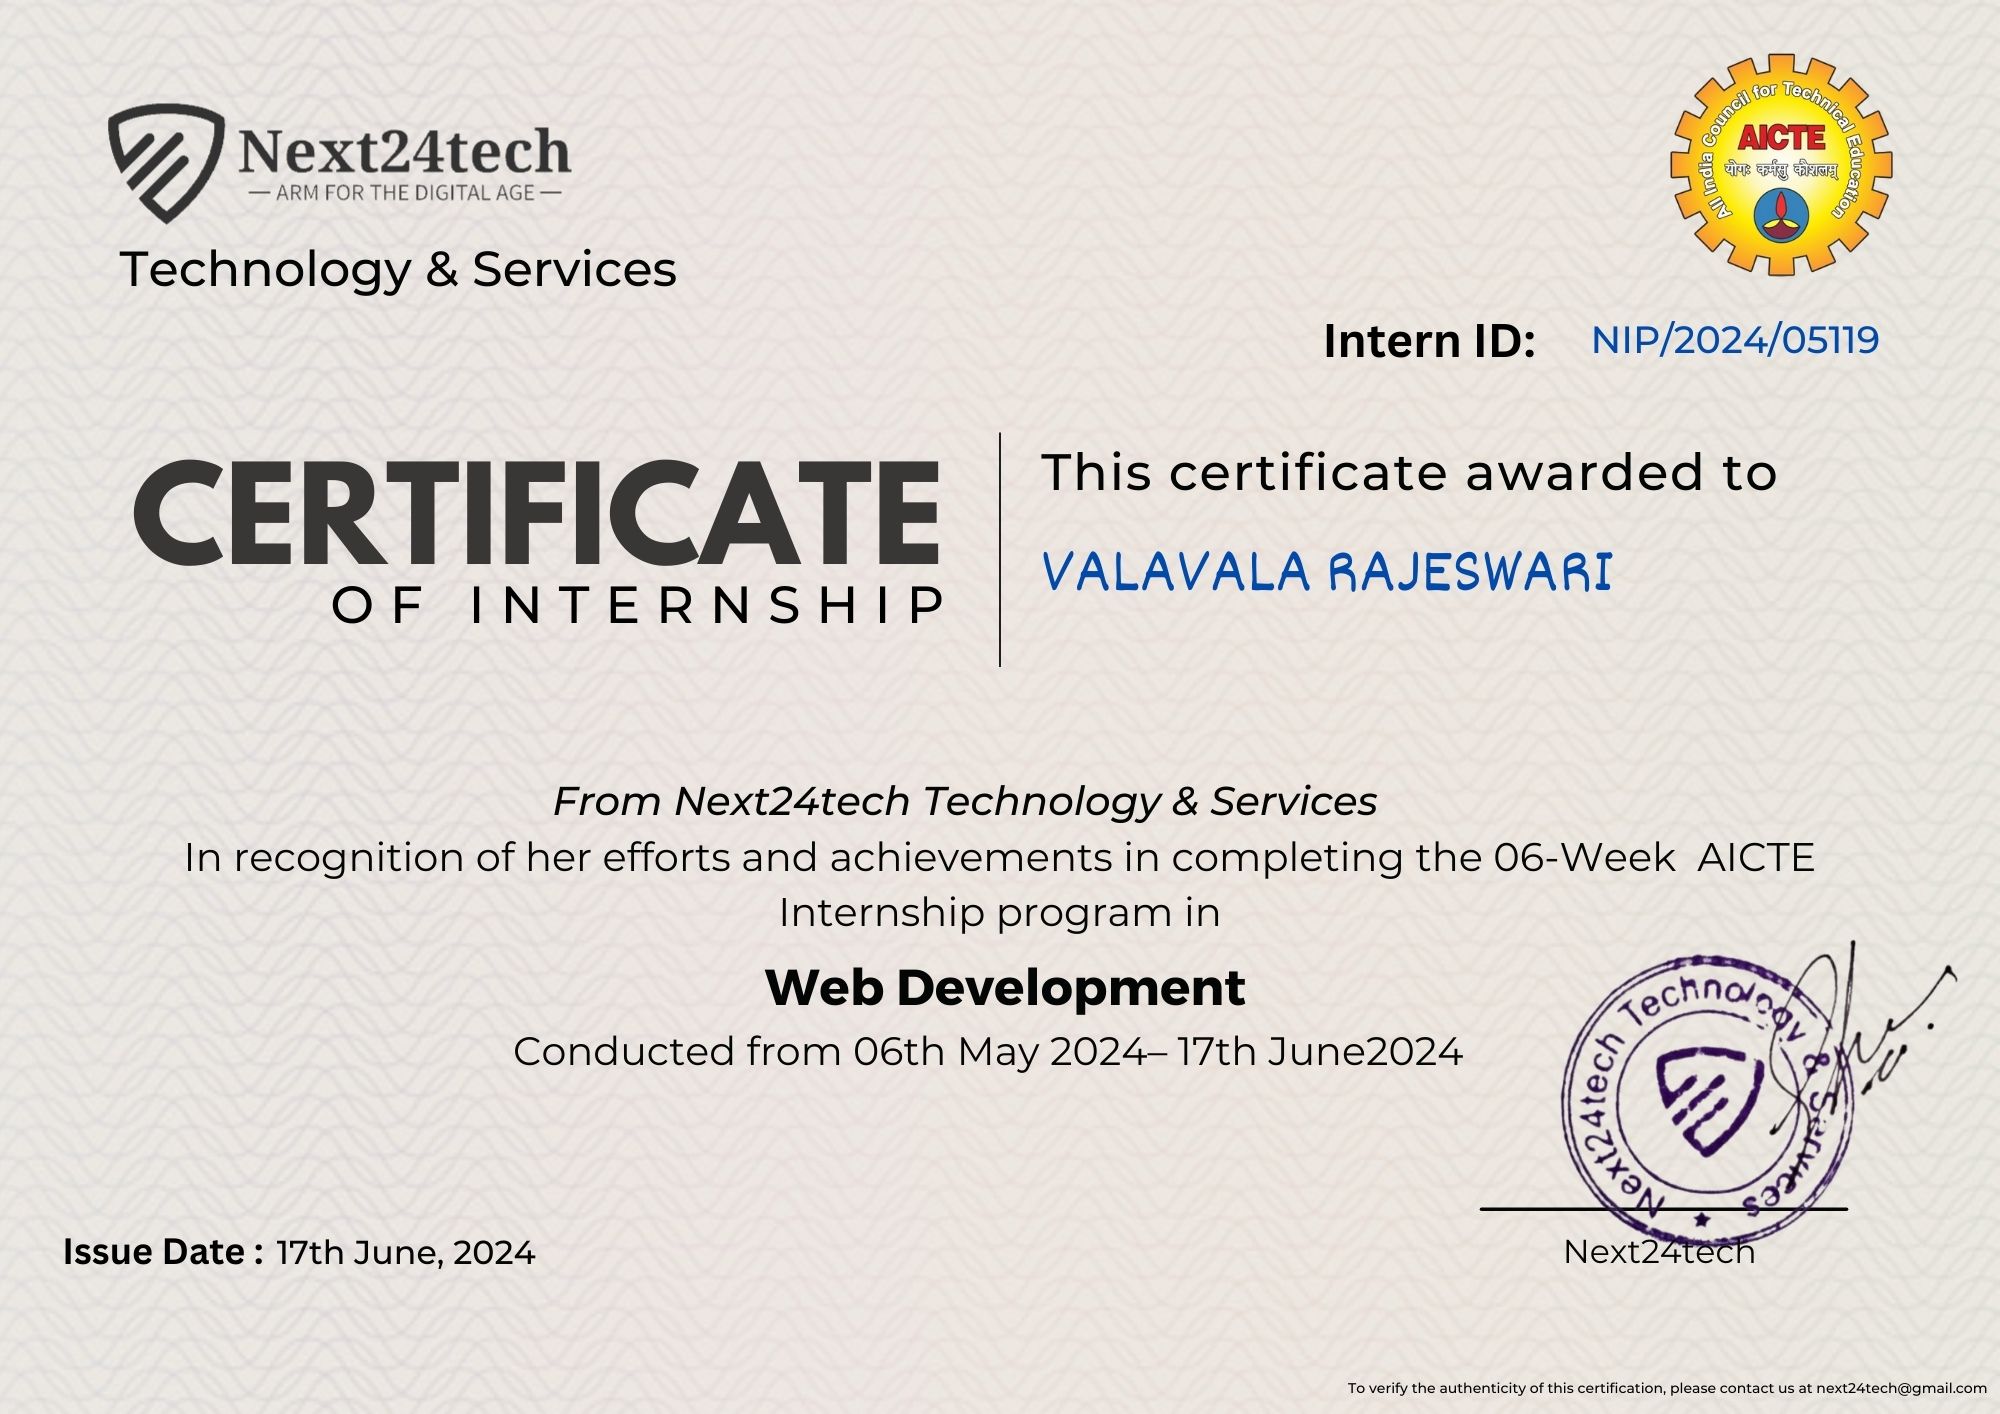 Next24tech
— ARM FOR THE DIGITAL AGE —
Technology & Services
All India Council for Technical Education
AICTE
योगः कर्मसु कौशलम्
Intern ID: NIP/2024/05119
CERTIFICATE
OF INTERNSHIP
This certificate awarded to
VALAVALA RAJESWARI
From Next24tech Technology & Services
In recognition of her efforts and achievements in completing the 06-Week AICTE
Internship program in
Web Development
Conducted from 06th May 2024– 17th June2024
Next24tech Technology & Services
Issue Date : 17th June, 2024
Next24tech
To verify the authenticity of this certification, please contact us at next24tech@gmail.com